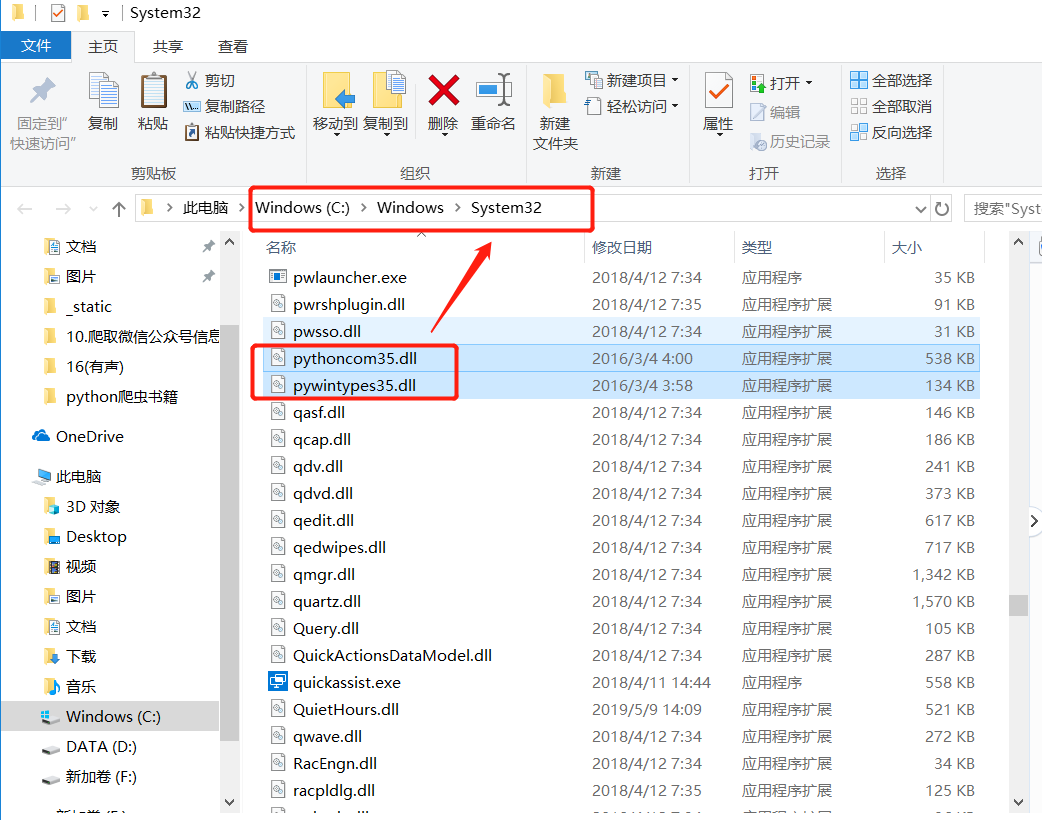 System32
文件 主页 共享 查看
固定到"快速访问"
复制
粘贴
剪切
复制路径
粘贴快捷方式
剪贴板
移动到 复制到
删除 重命名
组织
新建
文件夹
新建项目
轻松访问
新建
属性
打开
编辑
历史记录
打开
全部选择
全部取消
反向选择
选择
此电脑 Windows (C:) Windows System32
搜索"Syst
文档
图片
_static
10.爬取微信公众号信息
16(有声)
python爬虫书籍
OneDrive
此电脑
3D 对象
Desktop
视频
图片
文档
下载
音乐
Windows (C:)
DATA (D:)
新加卷 (F:)
名称 修改日期 类型 大小
pwlauncher.exe 2018/4/12 7:34 应用程序 35 KB
pwrshplugin.dll 2018/4/12 7:35 应用程序扩展 91 KB
pwsso.dll 2018/4/12 7:34 应用程序扩展 31 KB
pythoncom35.dll 2016/3/4 4:00 应用程序扩展 538 KB
pywintypes35.dll 2016/3/4 3:58 应用程序扩展 134 KB
qasf.dll 2018/4/12 7:34 应用程序扩展 146 KB
qcap.dll 2018/4/12 7:34 应用程序扩展 186 KB
qdv.dll 2018/4/12 7:34 应用程序扩展 241 KB
qdvd.dll 2018/4/12 7:34 应用程序扩展 373 KB
qedit.dll 2018/4/12 7:34 应用程序扩展 617 KB
qedwipes.dll 2018/4/12 7:34 应用程序扩展 717 KB
qmgr.dll 2018/4/12 7:34 应用程序扩展 1,342 KB
quartz.dll 2018/4/12 7:34 应用程序扩展 1,570 KB
Query.dll 2018/4/12 7:34 应用程序扩展 105 KB
QuickActionsDataModel.dll 2018/4/12 7:34 应用程序扩展 287 KB
quickassist.exe 2018/4/11 14:44 应用程序 558 KB
QuietHours.dll 2019/5/9 14:09 应用程序扩展 521 KB
qwave.dll 2018/4/12 7:34 应用程序扩展 272 KB
RacEngn.dll 2018/4/12 7:34 应用程序扩展 34 KB
racpldlg.dll 2018/4/12 7:35 应用程序扩展 125 KB